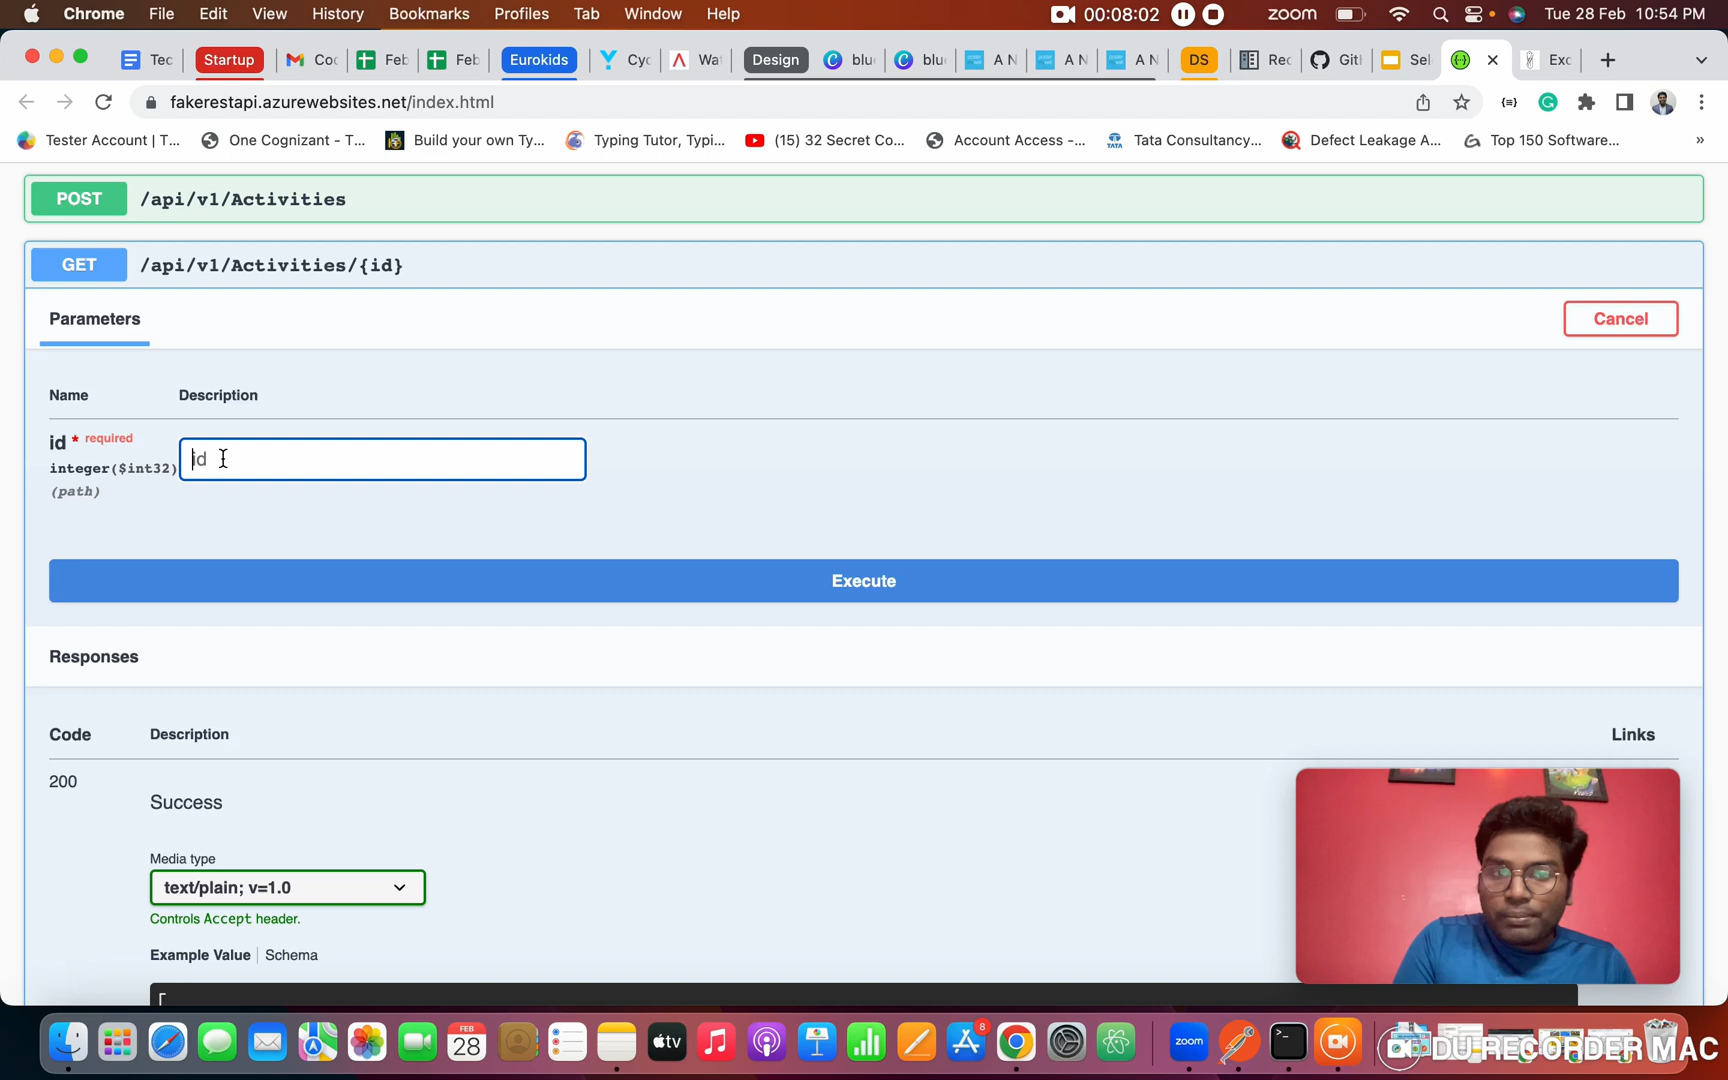 Chrome File Edit View History Bookmarks Profiles Tab Window Help 00:08:02 zoom Tue 28 Feb 10:54 PM
Tec Startup Coc Feb Feb Eurokids Cyc Wat Design blu blu A N A N A N DS Rec Git Sel Exc
fakerestapi.azurewebsites.net/index.html
Tester Account | T... One Cognizant - T... Build your own Ty... Typing Tutor, Typi... (15) 32 Secret Co... Account Access -... TATA Tata Consultancy... Defect Leakage A... Top 150 Software... »
POST /api/v1/Activities
GET /api/v1/Activities/{id}
Parameters Cancel
Name Description
id * required
integer($int32)
(path)
id
Execute
Responses
Code Description Links
200
Success
Media type
text/plain; v=1.0
Controls Accept header.
Example Value | Schema
[
FEB
28
tv
8
zoom
DU RECORDER MAC